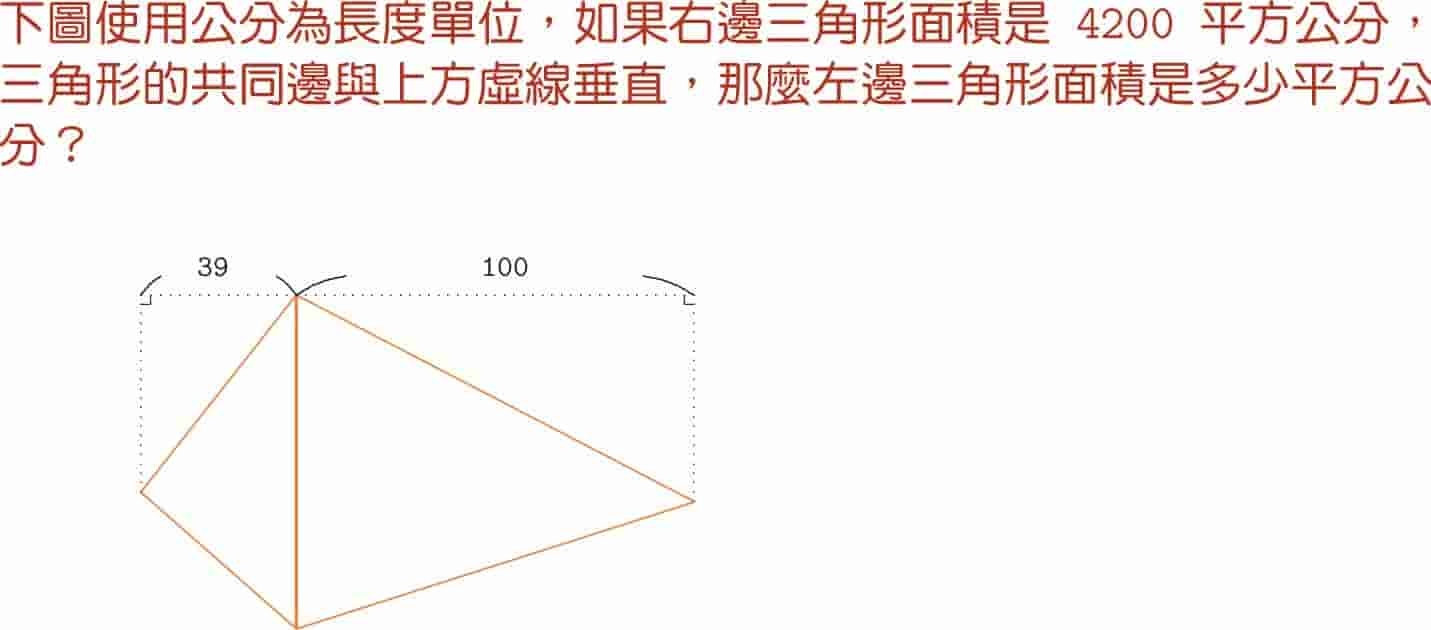 下圖使用公分為長度單位，如果右邊三角形面積是 4200 平方公分，
三角形的共同邊與上方虛線垂直，那麼左邊三角形面積是多少平方公
分？
39 100